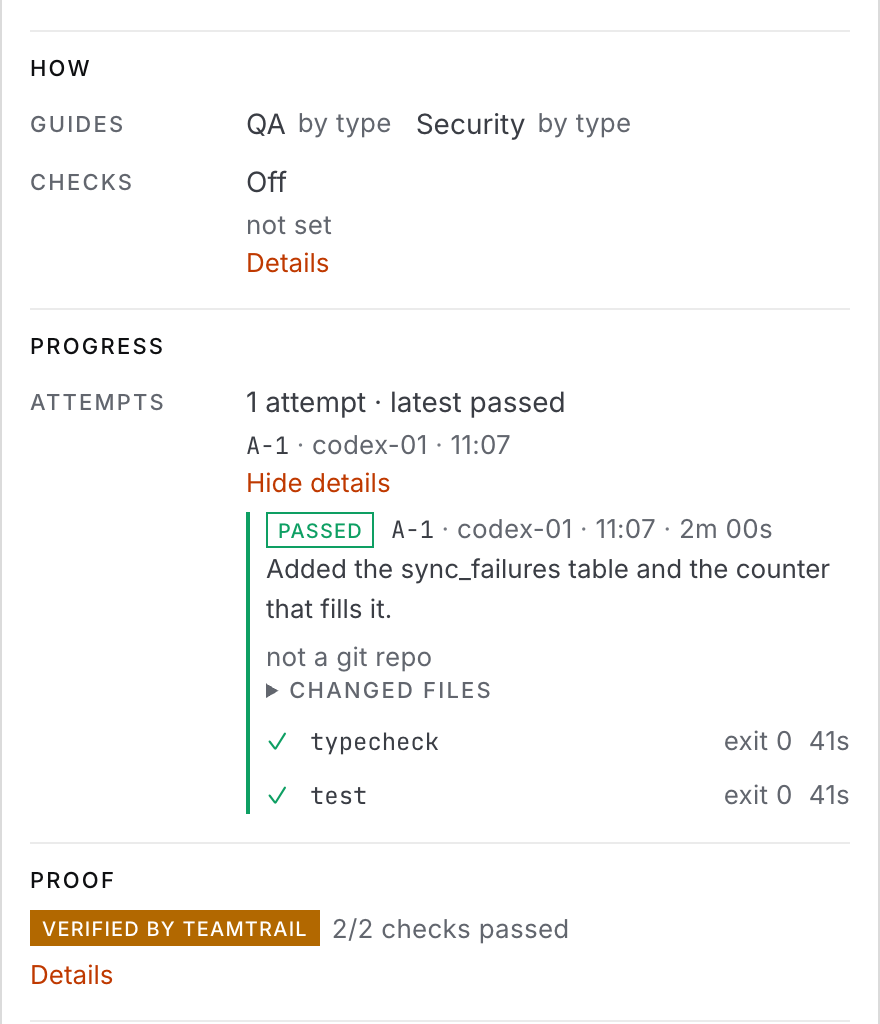 HOW
GUIDES QA by type Security by type
CHECKS Off
not set
Details
PROGRESS
ATTEMPTS 1 attempt · latest passed
A-1 · codex-01 · 11:07
Hide details
PASSED A-1 · codex-01 · 11:07 · 2m 00s
Added the sync_failures table and the counter
that fills it.
not a git repo
▶ CHANGED FILES
✓ typecheck exit 0 41s
✓ test exit 0 41s
PROOF
VERIFIED BY TEAMTRAIL 2/2 checks passed
Details